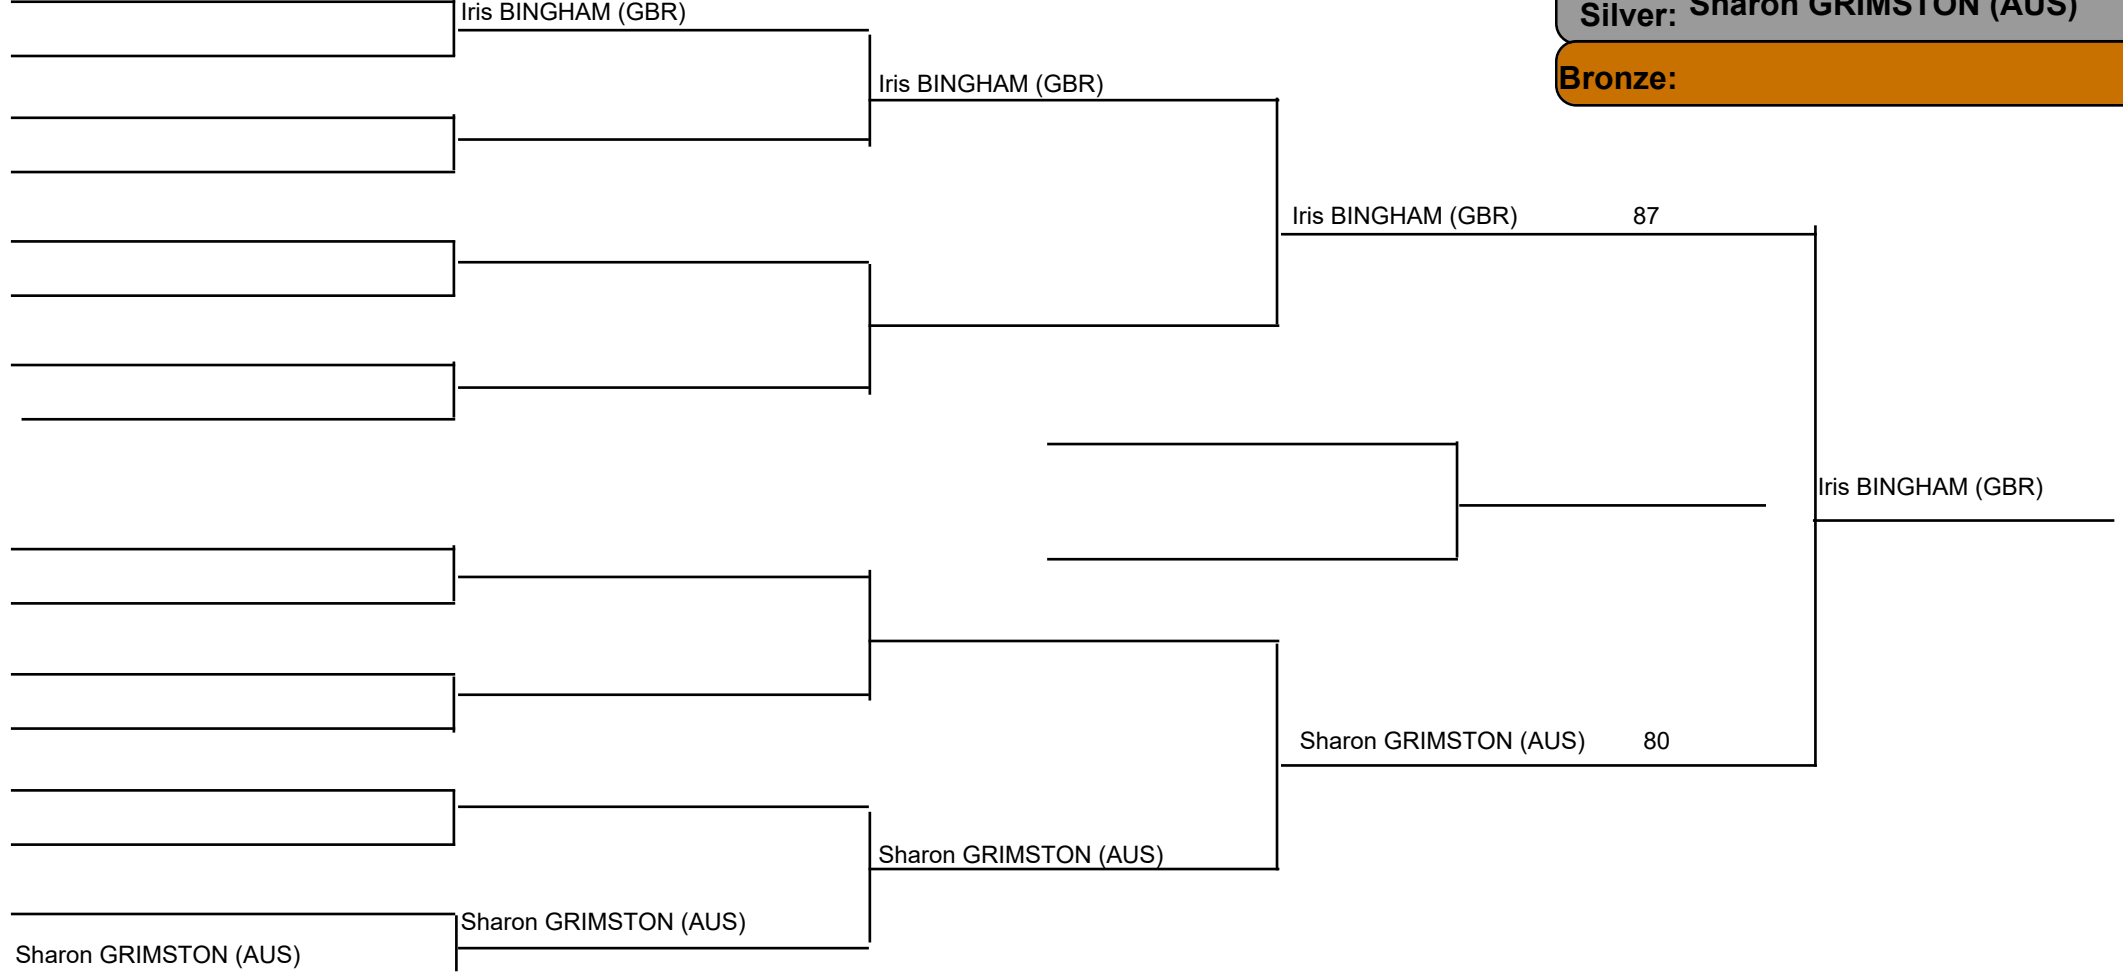 Iris BINGHAM (GBR)
Silver: Sharon GRIMSTON (AUS)
Bronze:
Iris BINGHAM (GBR)
Iris BINGHAM (GBR) 87
Iris BINGHAM (GBR)
Sharon GRIMSTON (AUS) 80
Sharon GRIMSTON (AUS)
Sharon GRIMSTON (AUS)
Sharon GRIMSTON (AUS)